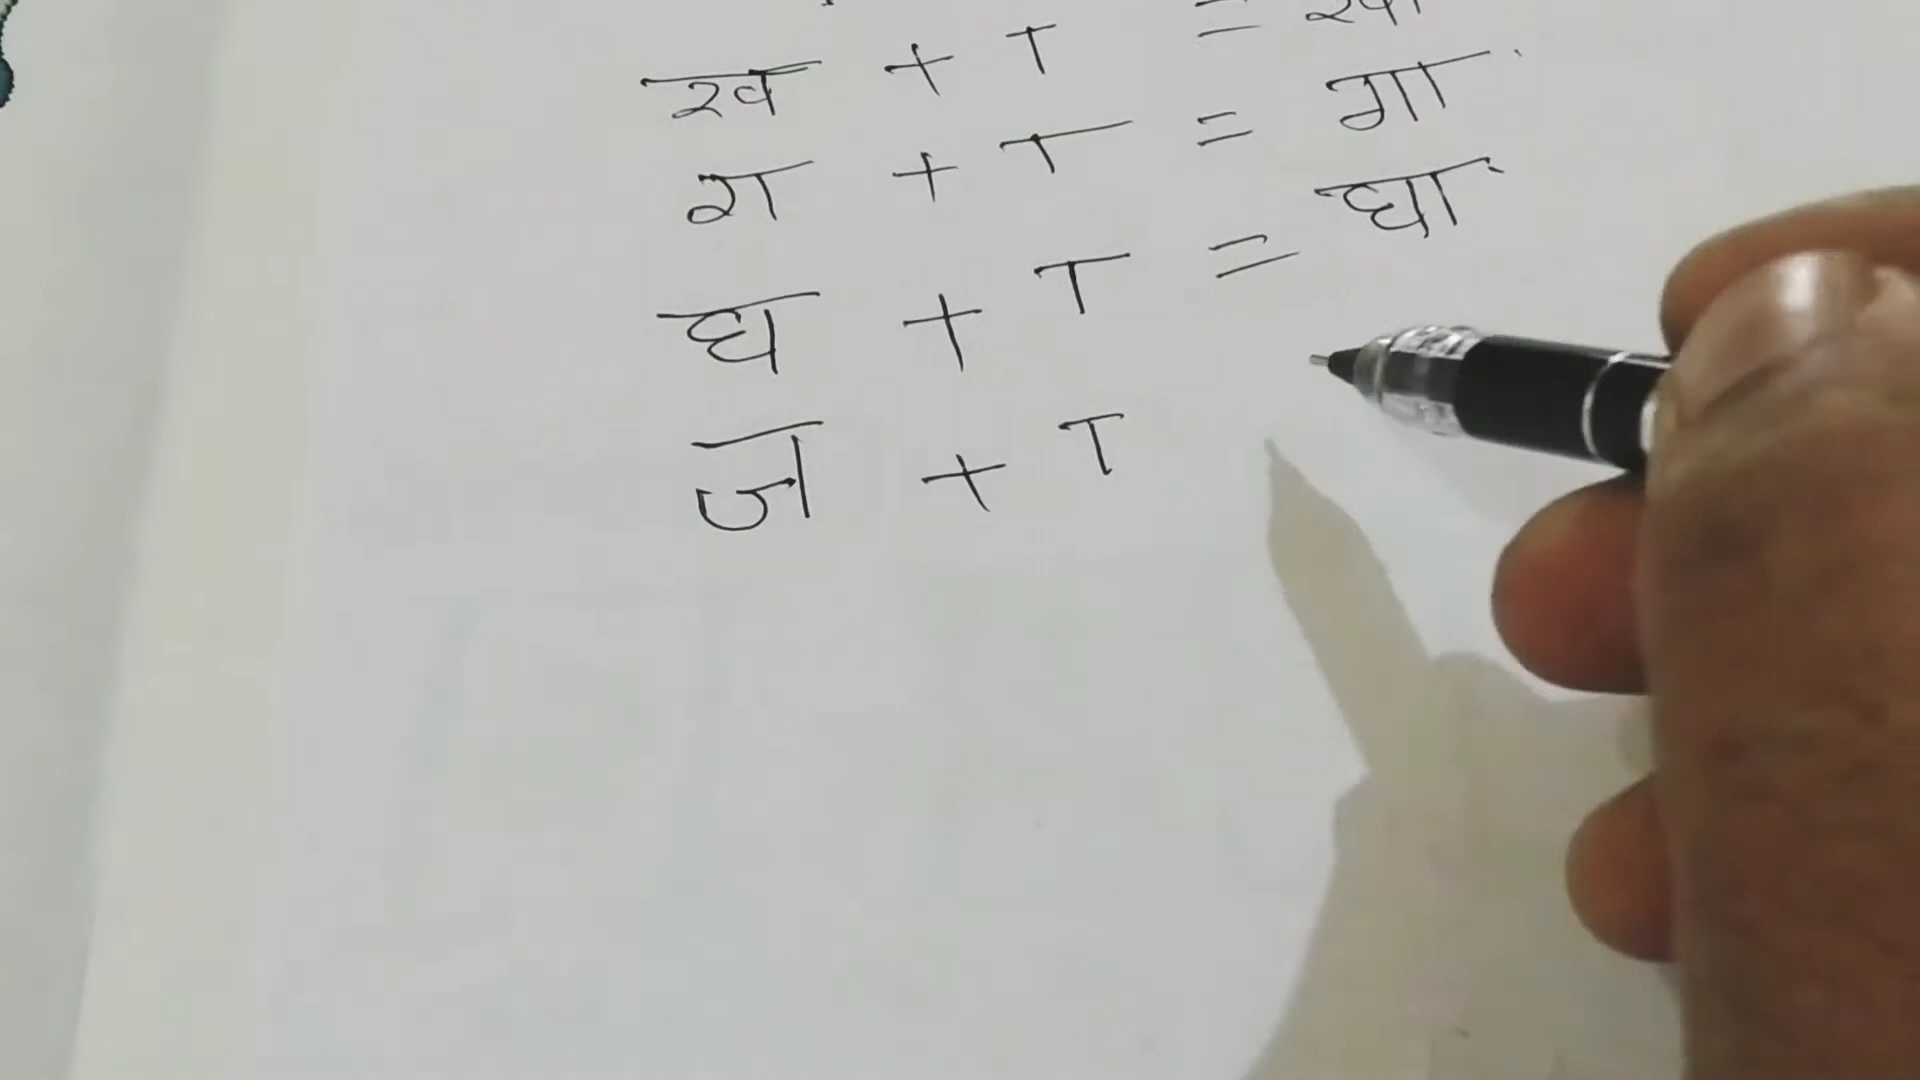 ख + ा = खा
ग + ा = गा
घ + ा = घा
ज + ा